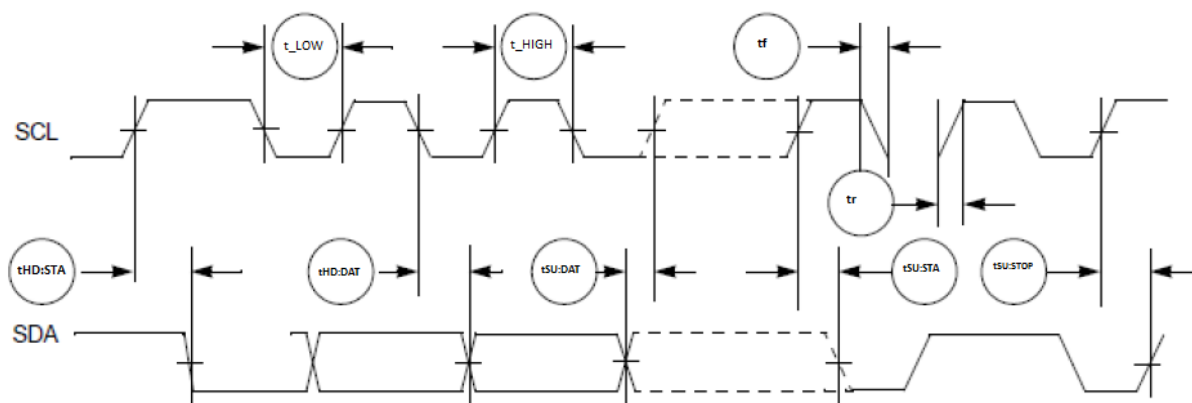 t_LOW
t_HIGH
tf
SCL
tr
tHD:STA
tHD:DAT
tSU:DAT
tSU:STA
tSU:STOP
SDA